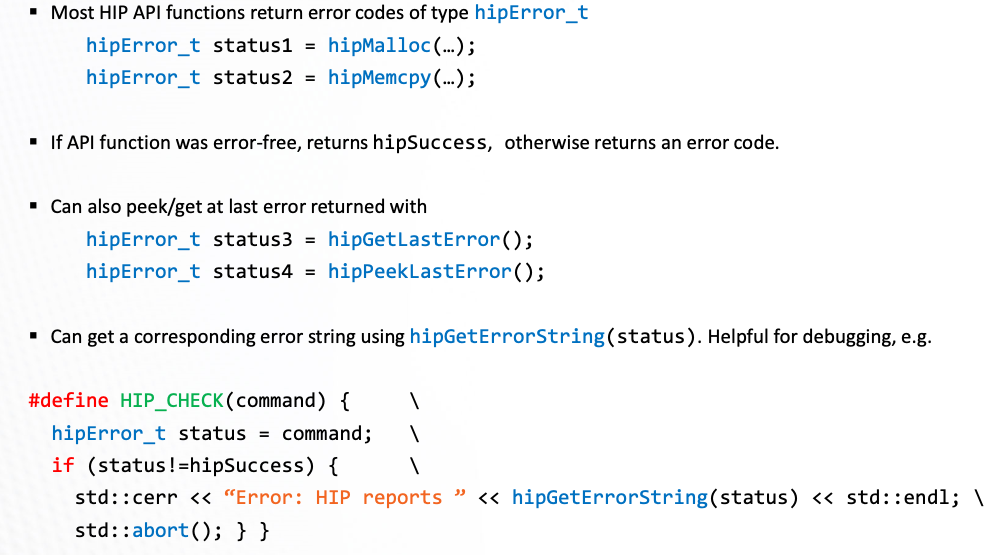 ▪ Most HIP API functions return error codes of type hipError_t
hipError_t status1 = hipMalloc(…);
hipError_t status2 = hipMemcpy(…);
▪ If API function was error-free, returns hipSuccess, otherwise returns an error code.
▪ Can also peek/get at last error returned with
hipError_t status3 = hipGetLastError();
hipError_t status4 = hipPeekLastError();
▪ Can get a corresponding error string using hipGetErrorString(status). Helpful for debugging, e.g.
#define HIP_CHECK(command) { \
hipError_t status = command; \
if (status!=hipSuccess) { \
std::cerr << “Error: HIP reports ” << hipGetErrorString(status) << std::endl; \
std::abort(); } }